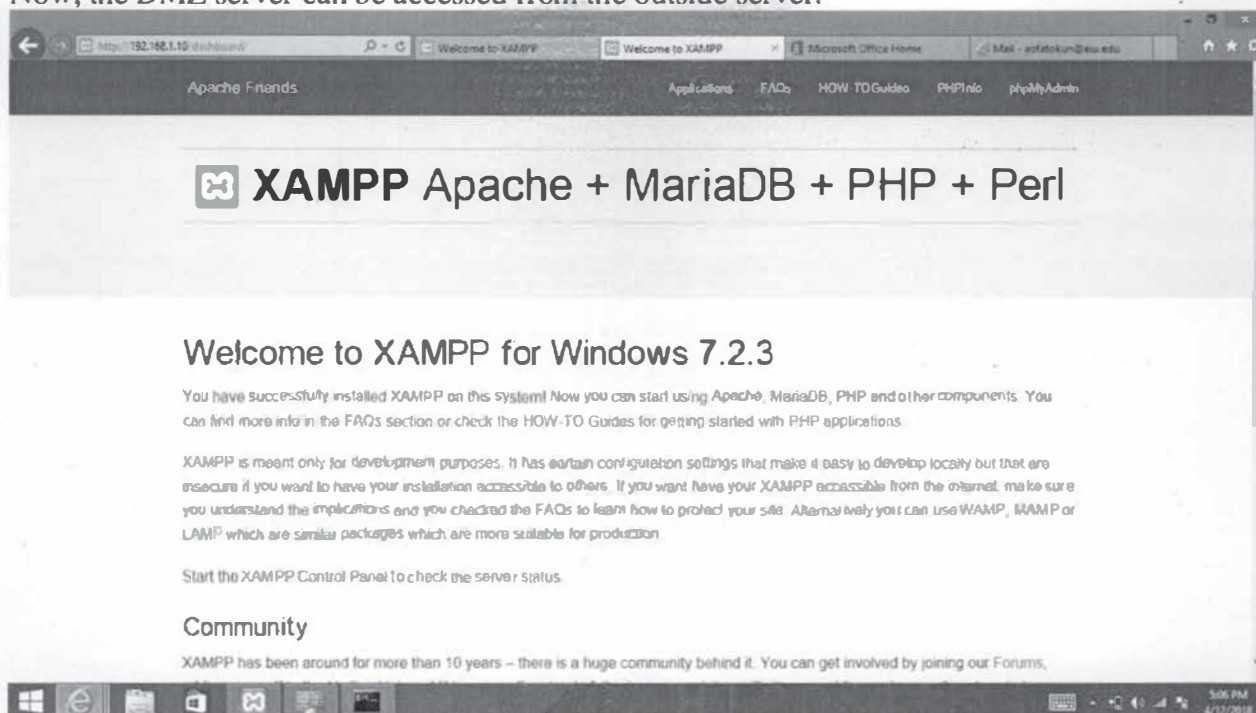 Now, the DMZ server can be accessed from the outside server.
http://192.168.1.10/dashboard/
Welcome to XAMPP
Welcome to XAMPP
Microsoft Office Home
Mail - aofatokun@eiu.edu
Apache Friends
Applications FAQs HOW-TO Guides PHPInfo phpMyAdmin
XAMPP Apache + MariaDB + PHP + Perl
Welcome to XAMPP for Windows 7.2.3
You have successfully installed XAMPP on this system! Now you can start using Apache, MariaDB, PHP and other components. You
can find more info in the FAQs section or check the HOW-TO Guides for getting started with PHP applications.
XAMPP is meant only for development purposes. It has certain configuration settings that make it easy to develop locally but that are
insecure if you want to have your installation accessible to others. If you want have your XAMPP accessible from the internet, make sure
you understand the implications and you checked the FAQs to learn how to protect your site. Alternatively you can use WAMP, MAMP or
LAMP which are similar packages which are more suitable for production.
Start the XAMPP Control Panel to check the server status.
Community
XAMPP has been around for more than 10 years – there is a huge community behind it. You can get involved by joining our Forums,
5:06 PM
4/12/2018